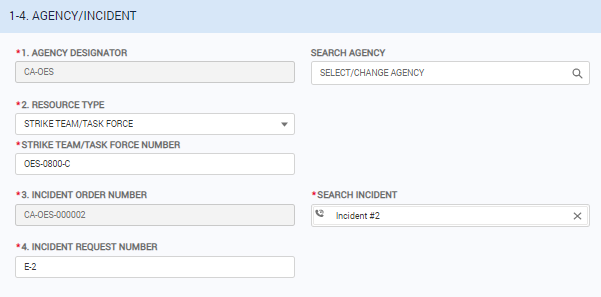 1-4. AGENCY/INCIDENT
*1. AGENCY DESIGNATOR
CA-OES
SEARCH AGENCY
SELECT/CHANGE AGENCY
*2. RESOURCE TYPE
STRIKE TEAM/TASK FORCE
*STRIKE TEAM/TASK FORCE NUMBER
OES-0800-C
*3. INCIDENT ORDER NUMBER
CA-OES-000002
*SEARCH INCIDENT
Incident #2
*4. INCIDENT REQUEST NUMBER
E-2